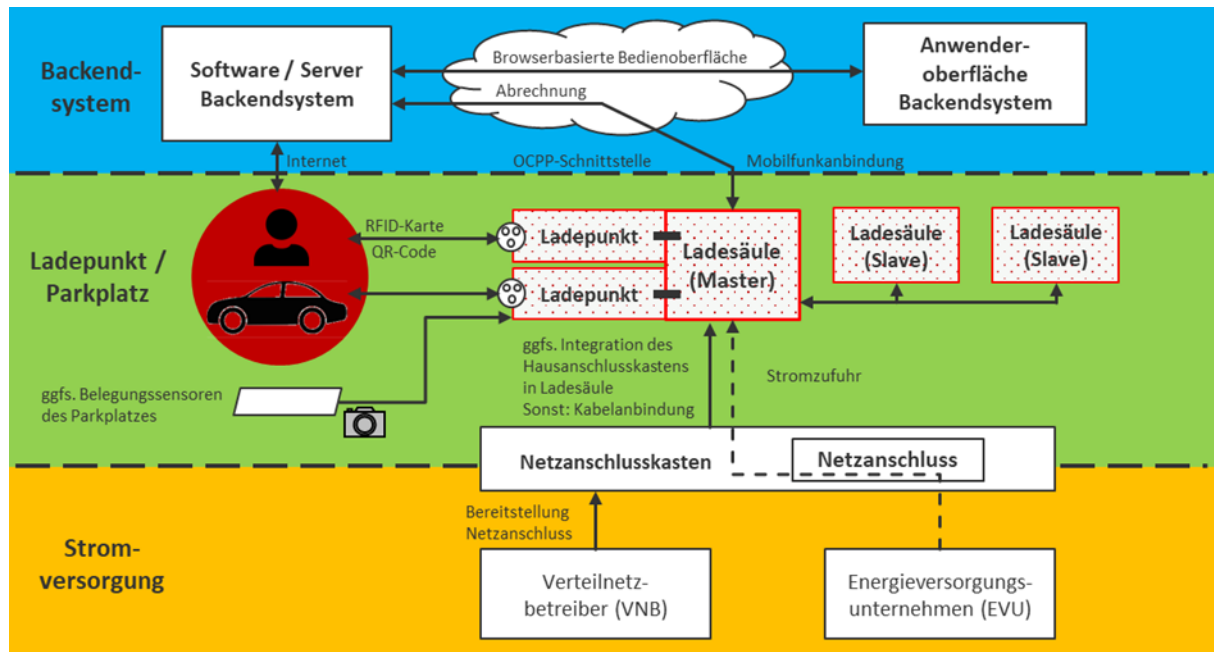 Backend-
system
Software / Server
Backendsystem
Browserbasierte Bedienoberfläche
Abrechnung
Anwender-
oberfläche
Backendsystem
Internet
OCPP-Schnittstelle
Mobilfunkanbindung
Ladepunkt /
Parkplatz
RFID-Karte
QR-Code
Ladepunkt
Ladepunkt
Ladesäule
(Master)
Ladesäule
(Slave)
Ladesäule
(Slave)
ggfs. Belegungssensoren
des Parkplatzes
ggfs. Integration des
Hausanschlusskastens
in Ladesäule
Sonst: Kabelanbindung
Stromzufuhr
Netzanschlusskasten
Netzanschluss
Strom-
versorgung
Bereitstellung
Netzanschluss
Verteilnetz-
betreiber (VNB)
Energieversorgungs-
unternehmen (EVU)